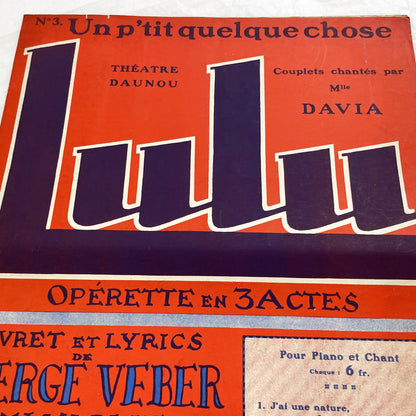 N° 3. Un p'tit quelque chose
THÉATRE
DAUNOU
Couplets chantés par
Mlle
DAVIA
Lulu
OPÉRETTE EN 3 ACTES
VRET ET LYRICS
DE
ERGE VEBER
Pour Piano et Chant
Chaque : 6 fr.
1. J'ai une nature,